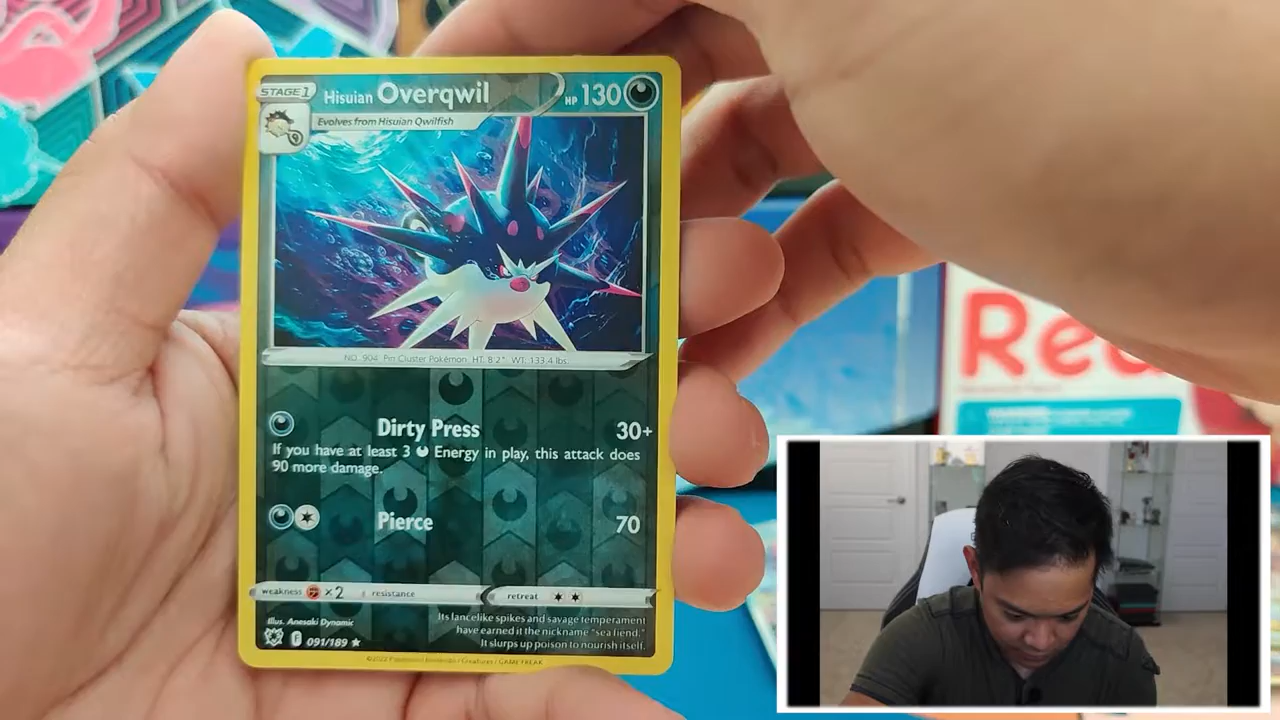 STAGE 1
Hisuian Overqwil
HP 130
Evolves from Hisuian Qwilfish
NO. 904 Pin Cluster Pokémon HT: 8'2" WT: 133.4 lbs.
Dirty Press 30+
If you have at least 3 Energy in play, this attack does
90 more damage.
Pierce 70
weakness ×2 resistance retreat
Illus. Anesaki Dynamic
Its lancelike spikes and savage temperament
have earned it the nickname "sea fiend."
It slurps up poison to nourish itself.
F 091/189 ★
©2022 Pokémon / Nintendo / Creatures / GAME FREAK
Re